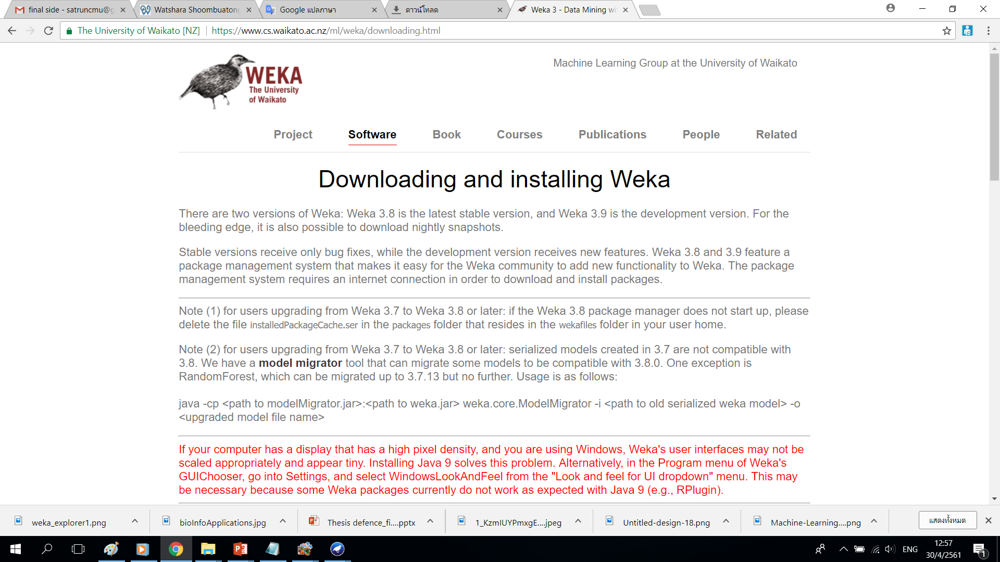 final side - satruncmu@g
Watshara Shoombuatong
Google แปลภาษา
ดาวน์โหลด
Weka 3 - Data Mining wi
The University of Waikato [NZ]
https://www.cs.waikato.ac.nz/ml/weka/downloading.html
WEKA
The University
of Waikato
Machine Learning Group at the University of Waikato
Project
Software
Book
Courses
Publications
People
Related
Downloading and installing Weka
There are two versions of Weka: Weka 3.8 is the latest stable version, and Weka 3.9 is the development version. For the
bleeding edge, it is also possible to download nightly snapshots.
Stable versions receive only bug fixes, while the development version receives new features. Weka 3.8 and 3.9 feature a
package management system that makes it easy for the Weka community to add new functionality to Weka. The package
management system requires an internet connection in order to download and install packages.
Note (1) for users upgrading from Weka 3.7 to Weka 3.8 or later: if the Weka 3.8 package manager does not start up, please
delete the file installedPackageCache.ser in the packages folder that resides in the wekafiles folder in your user home.
Note (2) for users upgrading from Weka 3.7 to Weka 3.8 or later: serialized models created in 3.7 are not compatible with
3.8. We have a model migrator tool that can migrate some models to be compatible with 3.8.0. One exception is
RandomForest, which can be migrated up to 3.7.13 but no further. Usage is as follows:
java -cp <path to modelMigrator.jar>:<path to weka.jar> weka.core.ModelMigrator -i <path to old serialized weka model> -o
<upgraded model file name>
If your computer has a display that has a high pixel density, and you are using Windows, Weka's user interfaces may not be
scaled appropriately and appear tiny. Installing Java 9 solves this problem. Alternatively, in the Program menu of Weka's
GUIChooser, go into Settings, and select WindowsLookAndFeel from the "Look and feel for UI dropdown" menu. This may
be necessary because some Weka packages currently do not work as expected with Java 9 (e.g., RPlugin).
weka_explorer1.png
bioInfoApplications.jpg
Thesis defence_fi....pptx
1_KzmIUYPmxgE....jpeg
Untitled-design-18.png
Machine-Learning....png
แสดงทั้งหมด
ENG
12:57
30/4/2561
1